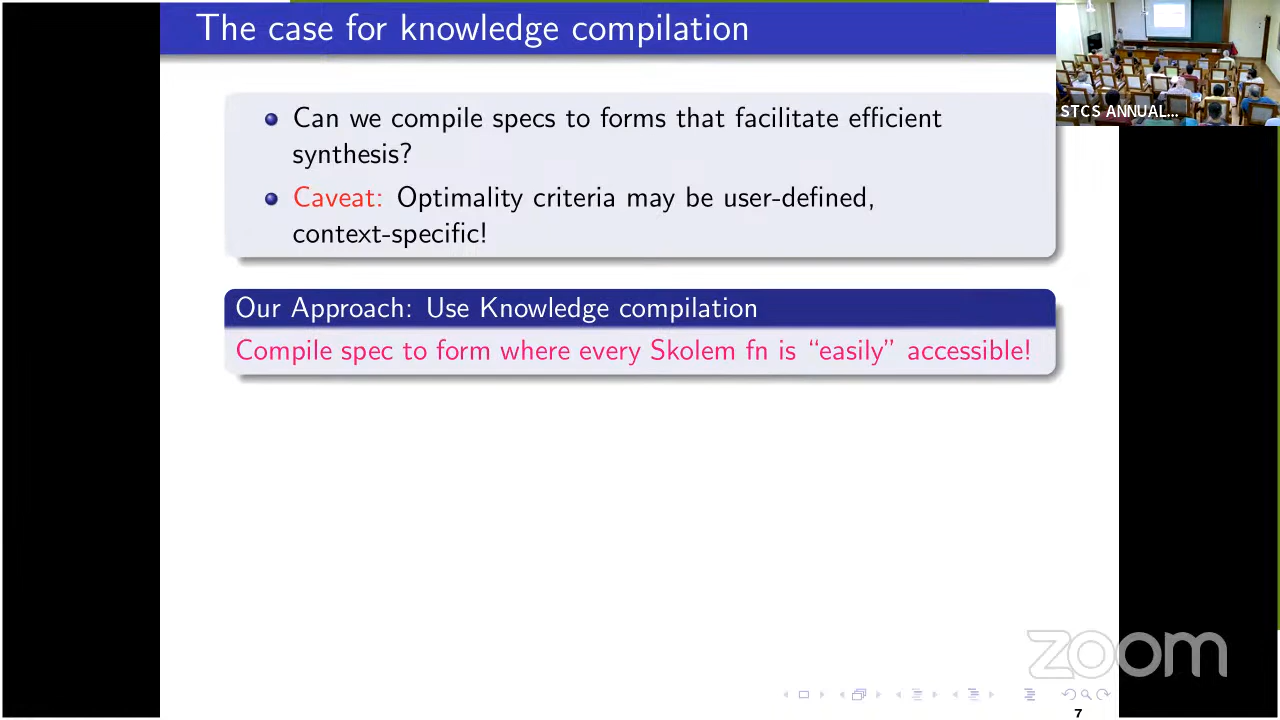 The case for knowledge compilation
STCS ANNUAL...
Can we compile specs to forms that facilitate efficient
synthesis?
Caveat: Optimality criteria may be user-defined,
context-specific!
Our Approach: Use Knowledge compilation
Compile spec to form where every Skolem fn is “easily” accessible!
zoom
7